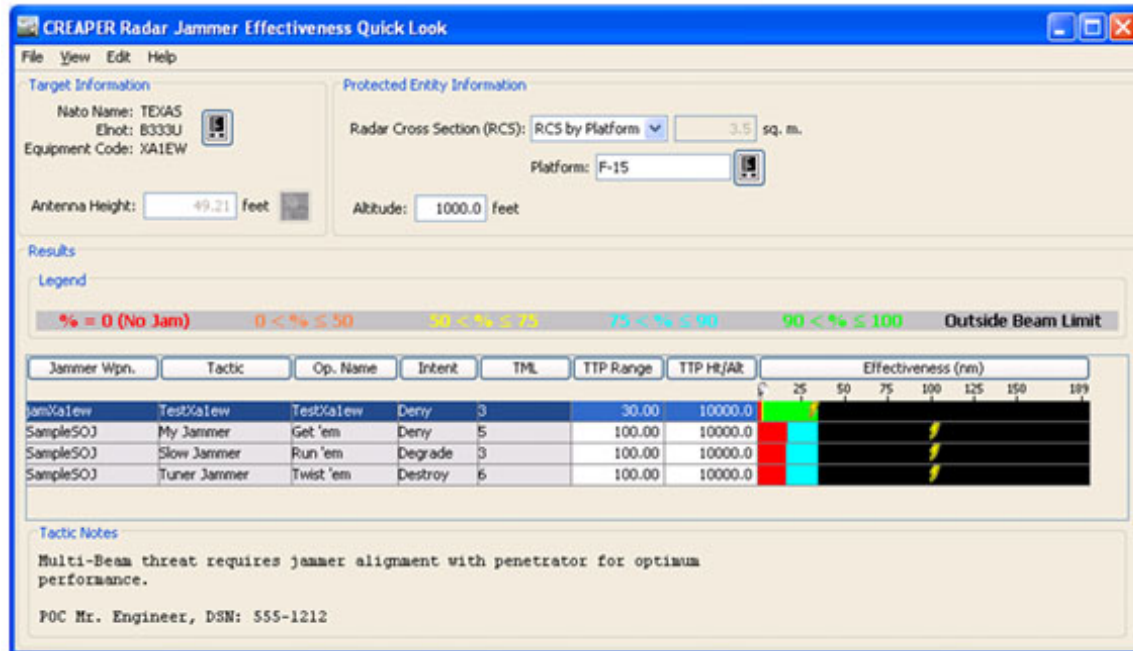 CREAPER Radar Jammer Effectiveness Quick Look
File View Edit Help
Target Information
Nato Name: TEXAS
Elnot: B333U
Equipment Code: XA1EW
Antenna Height: 49.21 feet
Protected Entity Information
Radar Cross Section (RCS): RCS by Platform 3.5 sq. m.
Platform: F-15
Altitude: 1000.0 feet
Results
Legend
% = 0 (No Jam) 0 < % ≤ 50 50 < % ≤ 75 75 < % ≤ 90 90 < % ≤ 100 Outside Beam Limit
Jammer Wpn. Tactic Op. Name Intent TML TTP Range TTP Ht/Alt Effectiveness (nm)
25 50 75 100 125 150 189
jamXa1ew TestXa1ew TestXa1ew Deny 3 30.00 10000.0
SampleSOJ My Jammer Get 'em Deny 5 100.00 10000.0
SampleSOJ Slow Jammer Run 'em Degrade 3 100.00 10000.0
SampleSOJ Tuner Jammer Twist 'em Destroy 6 100.00 10000.0
Tactic Notes
Multi-Beam threat requires jammer alignment with penetrator for optimum
performance.
POC Mr. Engineer, DSN: 555-1212